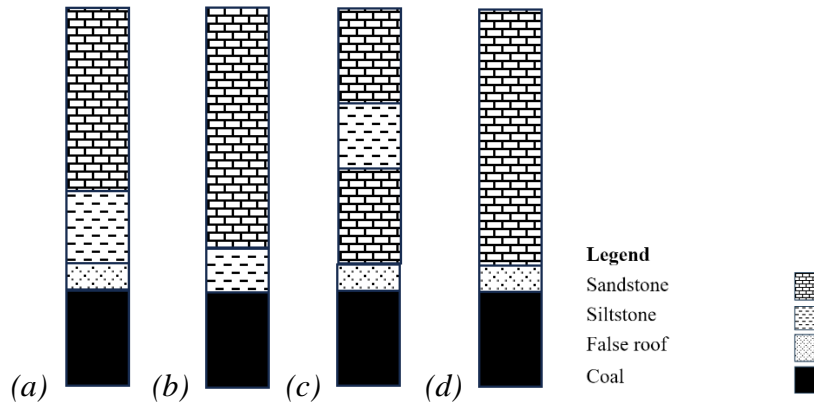 (a) (b) (c) (d)
Legend
Sandstone
Siltstone
False roof
Coal